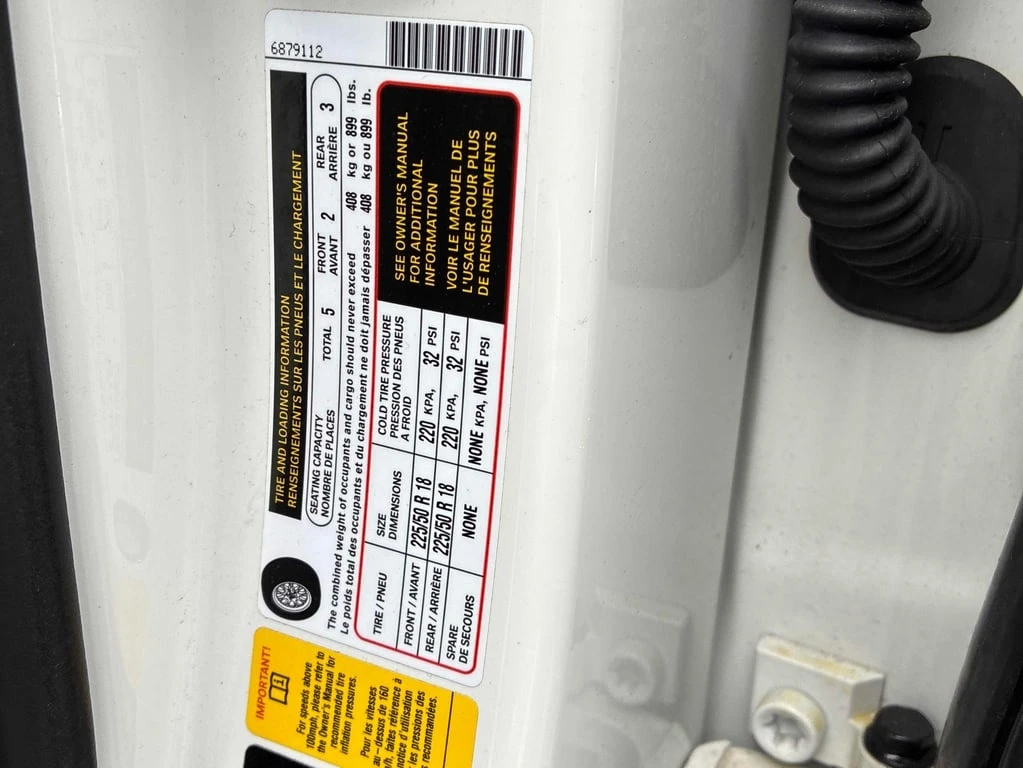 6879112
TIRE AND LOADING INFORMATION
RENSEIGNEMENTS SUR LES PNEUS ET LE CHARGEMENT
SEATING CAPACITY
NOMBRE DE PLACES
TOTAL 5
FRONT
AVANT 2
REAR
ARRIÈRE 3
The combined weight of occupants and cargo should never exceed 408 kg or 899 lbs.
Le poids total des occupants et du chargement ne doit jamais dépasser 408 kg ou 899 lb.
TIRE / PNEU
SIZE
DIMENSIONS
COLD TIRE PRESSURE
PRESSION DES PNEUS
A FROID
FRONT / AVANT 225/50 R 18 220 KPA, 32 PSI
REAR / ARRIÈRE 225/50 R 18 220 KPA, 32 PSI
SPARE
DE SECOURS
NONE NONE KPA, NONE PSI
SEE OWNER'S MANUAL
FOR ADDITIONAL
INFORMATION
VOIR LE MANUEL DE
L'USAGER POUR PLUS
DE RENSEIGNEMENTS
IMPORTANT!
For speeds above
100mph, please refer to
the Owner's Manual for
recommended tire
inflation pressures.
Pour les vitesses
au-dessus de 160
/h, faites référence à
notice d'utilisation
les pressions des
recommandées.